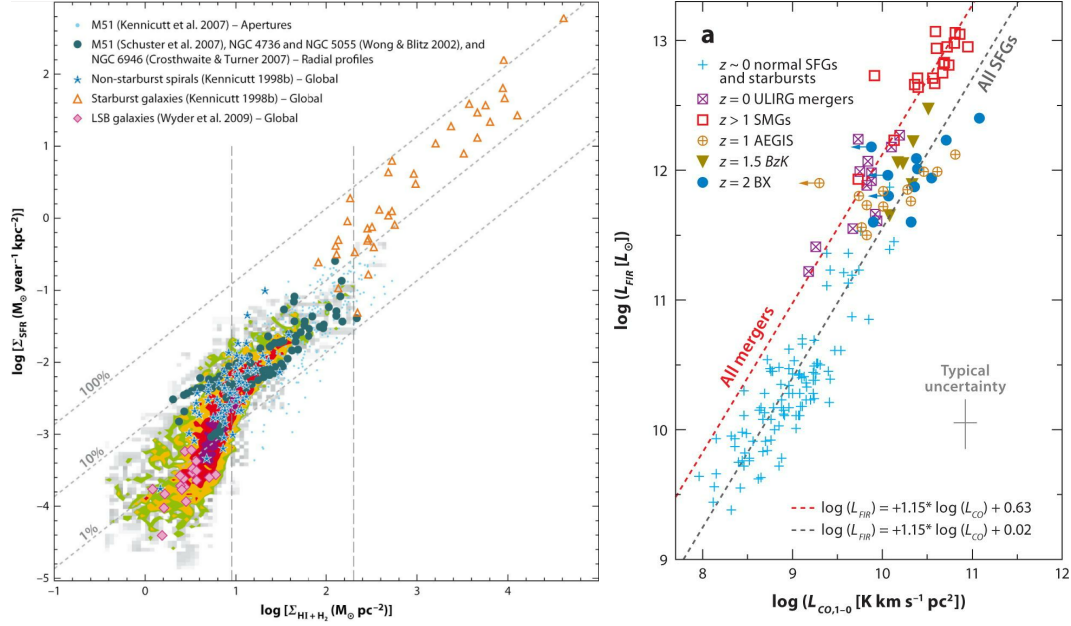 M51 (Kennicutt et al. 2007) – Apertures
M51 (Schuster et al. 2007), NGC 4736 and NGC 5055 (Wong & Blitz 2002), and
NGC 6946 (Crosthwaite & Turner 2007) – Radial profiles
Non-starburst spirals (Kennicutt 1998b) – Global
Starburst galaxies (Kennicutt 1998b) – Global
LSB galaxies (Wyder et al. 2009) – Global
3
2
1
0
−1
−2
−3
−4
−5
log [Σ_SFR (M⊙ year⁻¹ kpc⁻²)]
100%
10%
1%
−1
0
1
2
3
4
log [Σ_HI + H₂ (M⊙ pc⁻²)]
a
z ~ 0 normal SFGs
and starbursts
z = 0 ULIRG mergers
z > 1 SMGs
z = 1 AEGIS
z = 1.5 BzK
z = 2 BX
All mergers
All SFGs
Typical
uncertainty
log (L_FIR) = +1.15* log (L_CO) + 0.63
log (L_FIR) = +1.15* log (L_CO) + 0.02
13
12
11
10
9
log (L_FIR [L⊙])
8
9
10
11
12
log (L_CO,1–0 [K km s⁻¹ pc²])